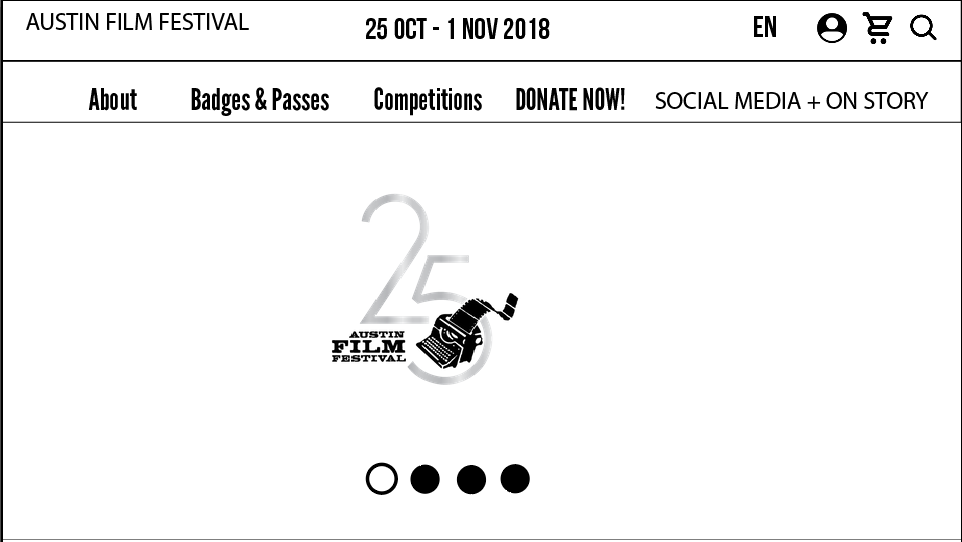 AUSTIN FILM FESTIVAL 25 OCT - 1 NOV 2018 EN
About Badges & Passes Competitions DONATE NOW! SOCIAL MEDIA + ON STORY
25
AUSTIN
FILM
FESTIVAL